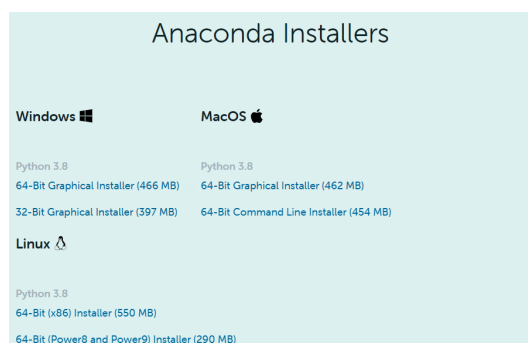 Anaconda Installers
Windows
MacOS
Python 3.8
Python 3.8
64-Bit Graphical Installer (466 MB)
64-Bit Graphical Installer (462 MB)
32-Bit Graphical Installer (397 MB)
64-Bit Command Line Installer (454 MB)
Linux
Python 3.8
64-Bit (x86) Installer (550 MB)
64-Bit (Power8 and Power9) Installer (290 MB)